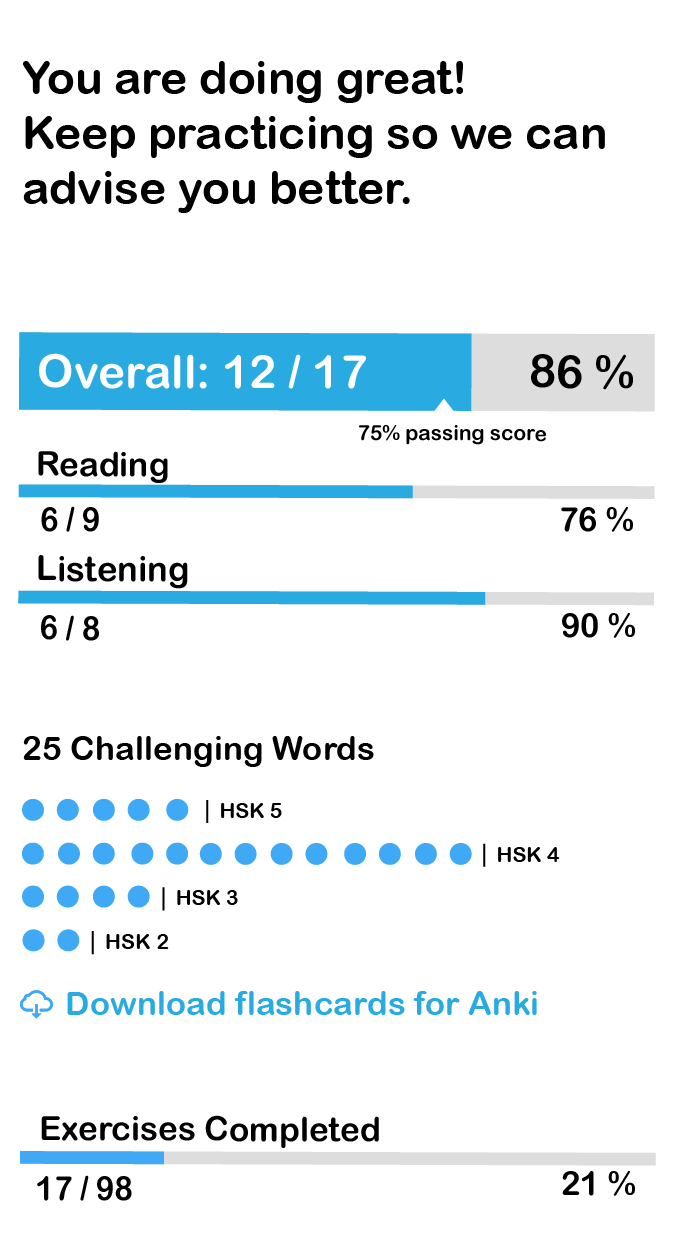 You are doing great!
Keep practicing so we can
advise you better.
Overall: 12 / 17 86 %
75% passing score
Reading
6 / 9 76 %
Listening
6 / 8 90 %
25 Challenging Words
| HSK 5
| HSK 4
| HSK 3
| HSK 2
Download flashcards for Anki
Exercises Completed
17 / 98 21 %